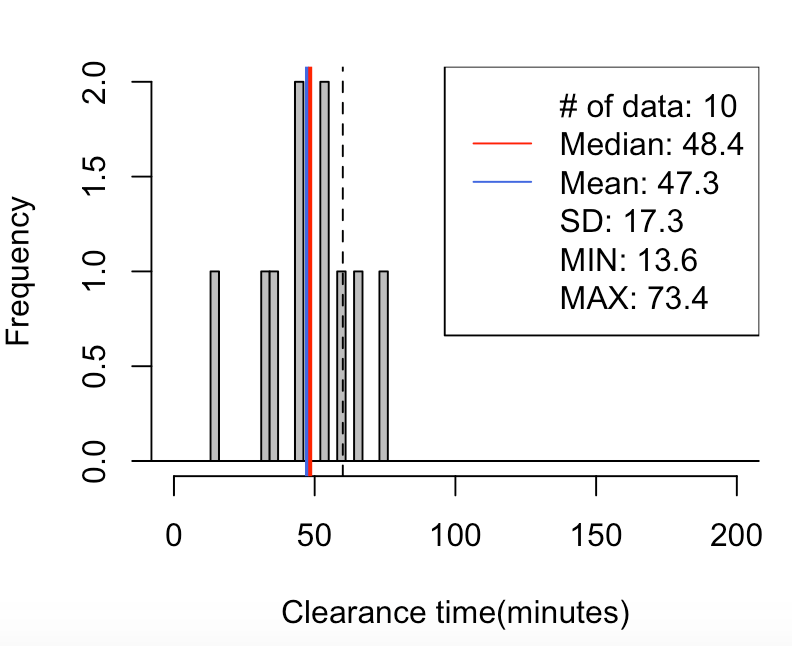 Frequency
2.0
1.5
1.0
0.5
0.0
# of data: 10
Median: 48.4
Mean: 47.3
SD: 17.3
MIN: 13.6
MAX: 73.4
0 50 100 150 200
Clearance time(minutes)